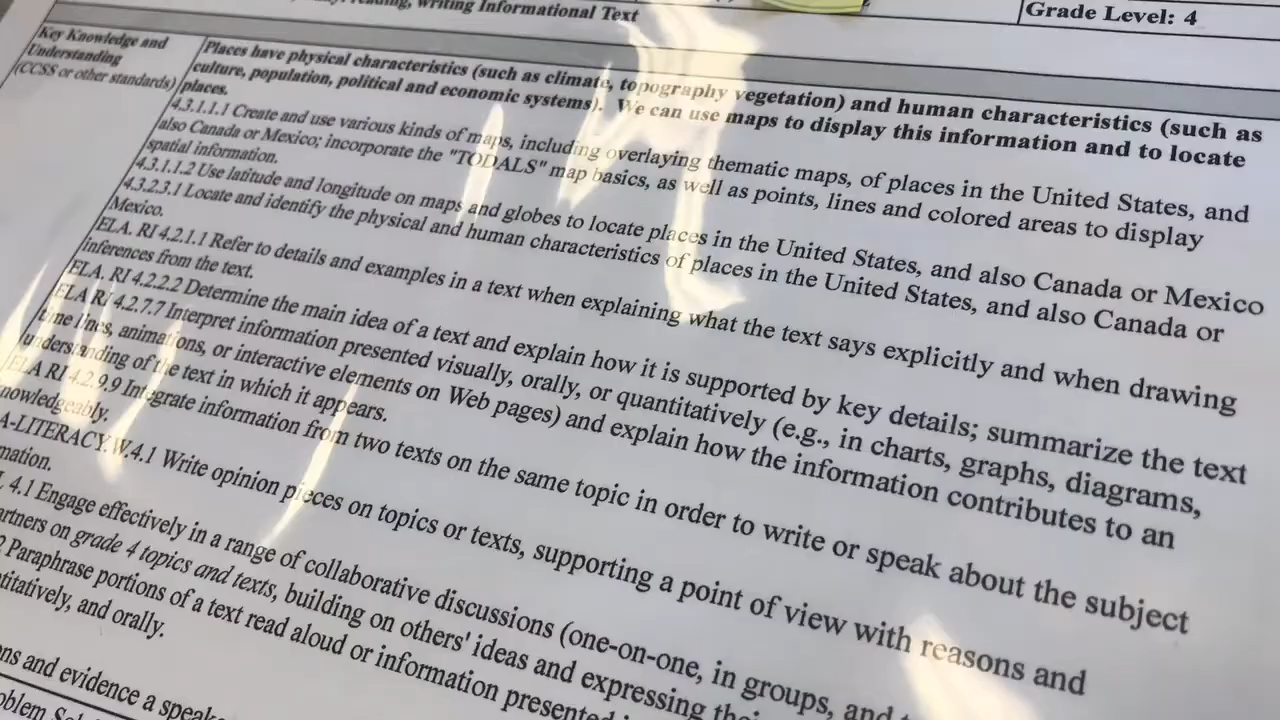 reading, writing Informational Text
Grade Level: 4
Key Knowledge and
Understanding
(CCSS or other standards)
Places have physical characteristics (such as climate, topography vegetation) and human characteristics (such as
culture, population, political and economic systems). We can use maps to display this information and to locate
places.
4.3.1.1.1 Create and use various kinds of maps, including overlaying thematic maps, of places in the United States, and
also Canada or Mexico; incorporate the "TODALS" map basics, as well as points, lines and colored areas to display
spatial information.
4.3.1.1.2 Use latitude and longitude on maps and globes to locate places in the United States, and also Canada or Mexico
4.3.2.3.1 Locate and identify the physical and human characteristics of places in the United States, and also Canada or
Mexico.
ELA. RI 4.2.1.1 Refer to details and examples in a text when explaining what the text says explicitly and when drawing
inferences from the text.
ELA. RI 4.2.2.2 Determine the main idea of a text and explain how it is supported by key details; summarize the text
ELA RI 4.2.7.7 Interpret information presented visually, orally, or quantitatively (e.g., in charts, graphs, diagrams,
time lines, animations, or interactive elements on Web pages) and explain how the information contributes to an
understanding of the text in which it appears.
ELA RI 4.2.9.9 Integrate information from two texts on the same topic in order to write or speak about the subject
nowledgeably.
A-LITERACY.W.4.1 Write opinion pieces on topics or texts, supporting a point of view with reasons and
mation.
4.1 Engage effectively in a range of collaborative discussions (one-on-one, in groups, and
artners on grade 4 topics and texts, building on others' ideas and expressing
Paraphrase portions of a text read aloud or information presented
titatively, and orally.
ns and evidence a speak